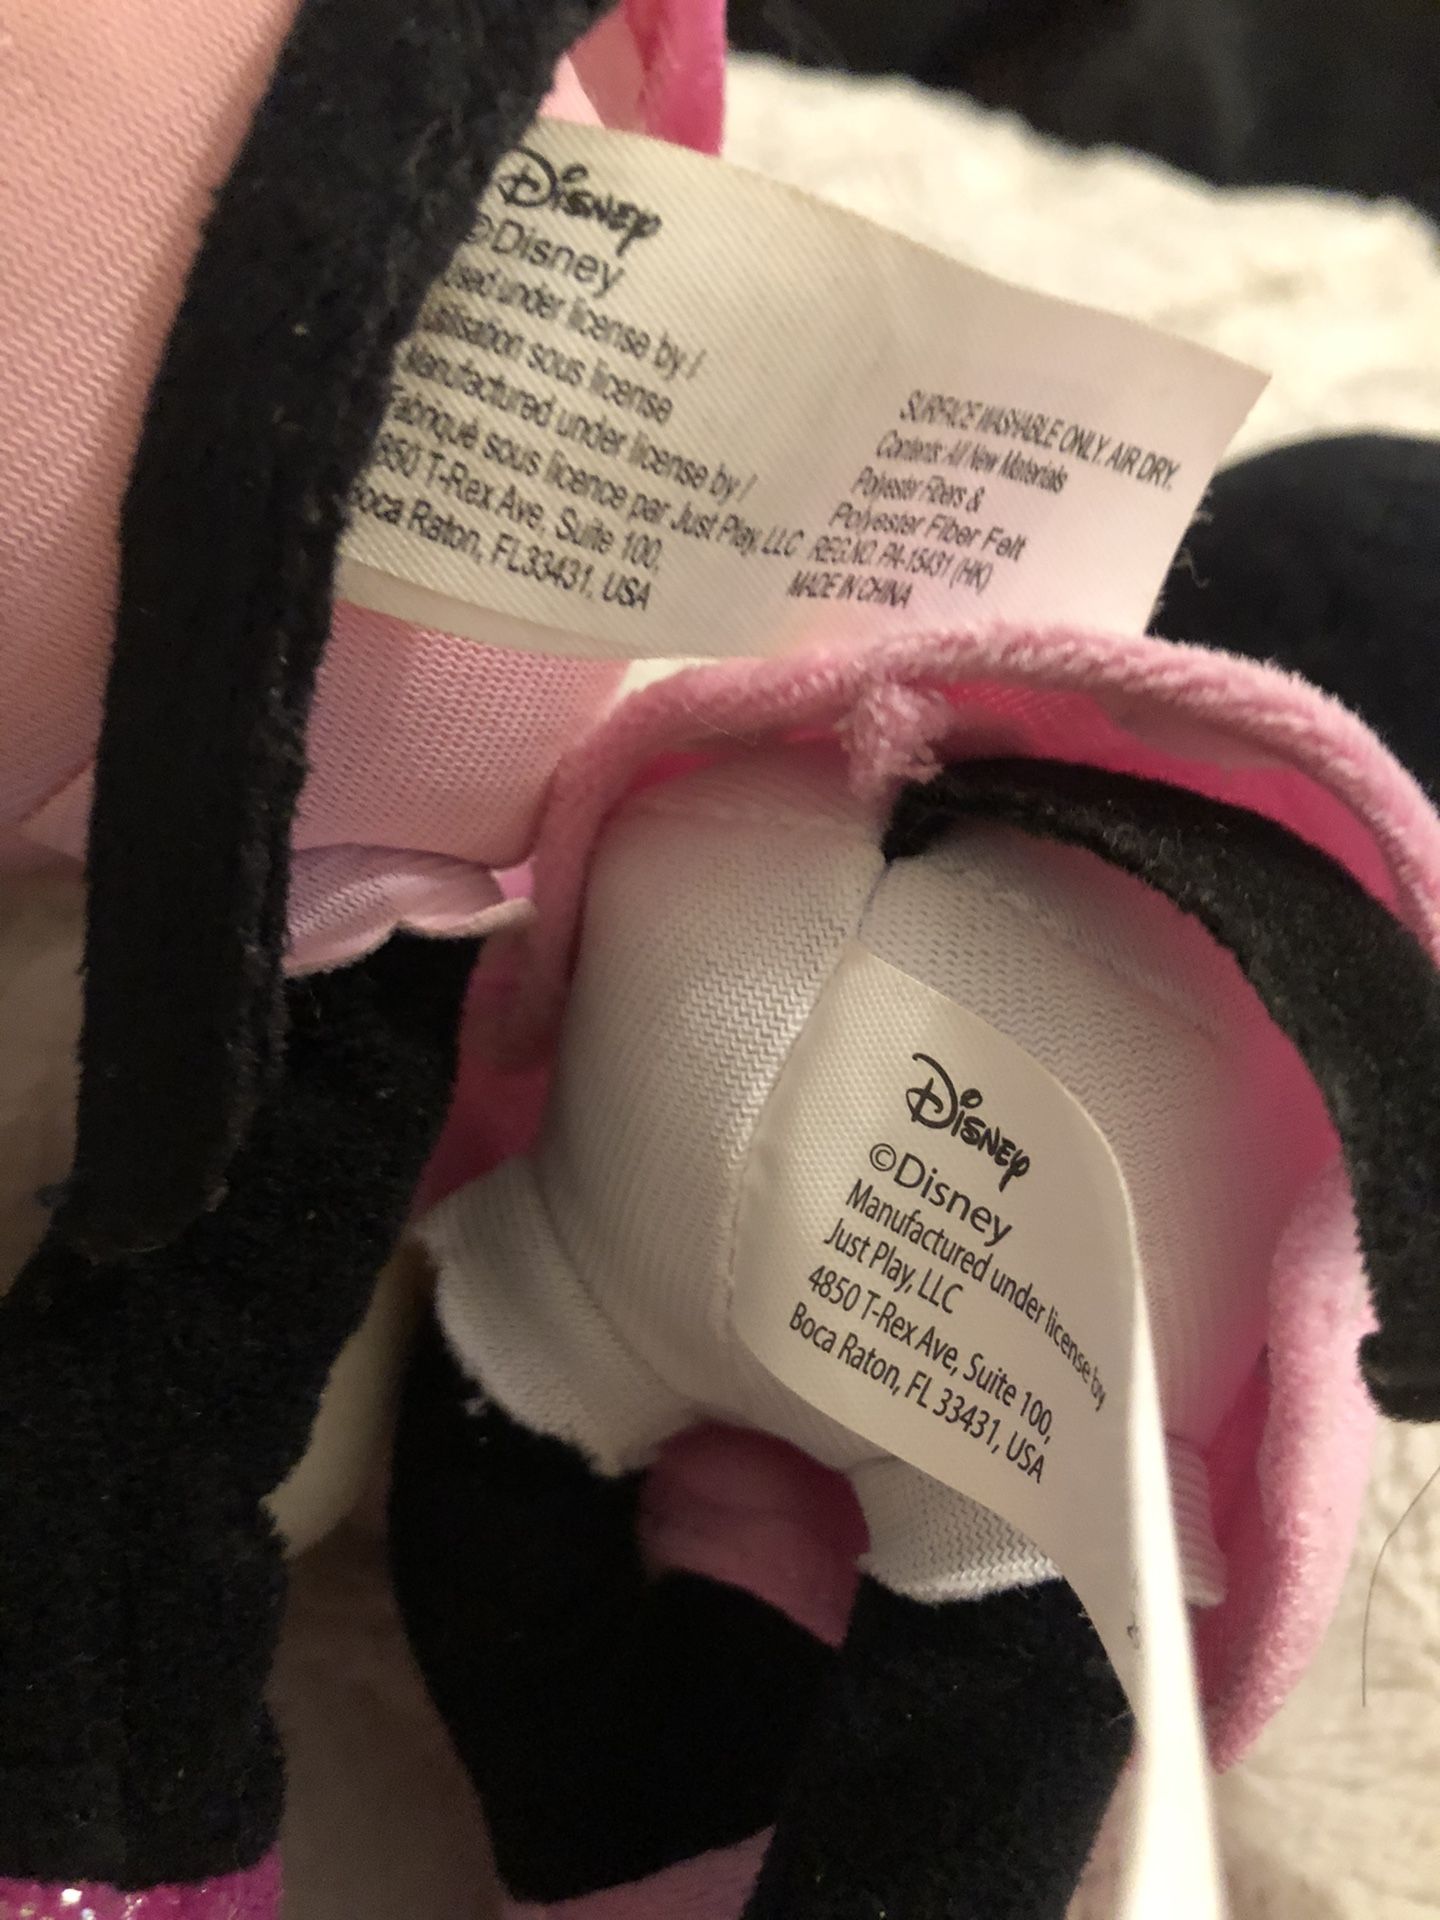 Disney
©Disney
Used under license by /
Utilisation sous license
Manufactured under license by /
Fabriqué sous licence par Just Play, LLC
850 T-Rex Ave, Suite 100,
Boca Raton, FL33431, USA
SURFACE WASHABLE ONLY. AIR DRY.
Contents: All New Materials
Polyester Fibers &
Polyester Fiber Felt
REG.NO. PA-15431 (HK)
MADE IN CHINA
Disney
©Disney
Manufactured under license by
Just Play, LLC
4850 T-Rex Ave, Suite 100,
Boca Raton, FL 33431, USA